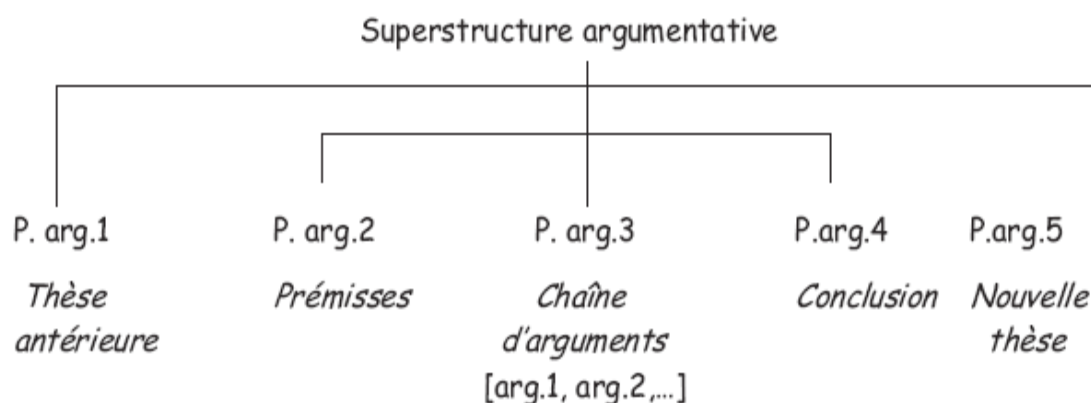 Superstructure argumentative
P. arg.1 P. arg.2 P. arg.3 P.arg.4 P.arg.5
Thèse Prémisses Chaîne Conclusion Nouvelle
antérieure d'arguments thèse
[arg.1, arg.2,...]